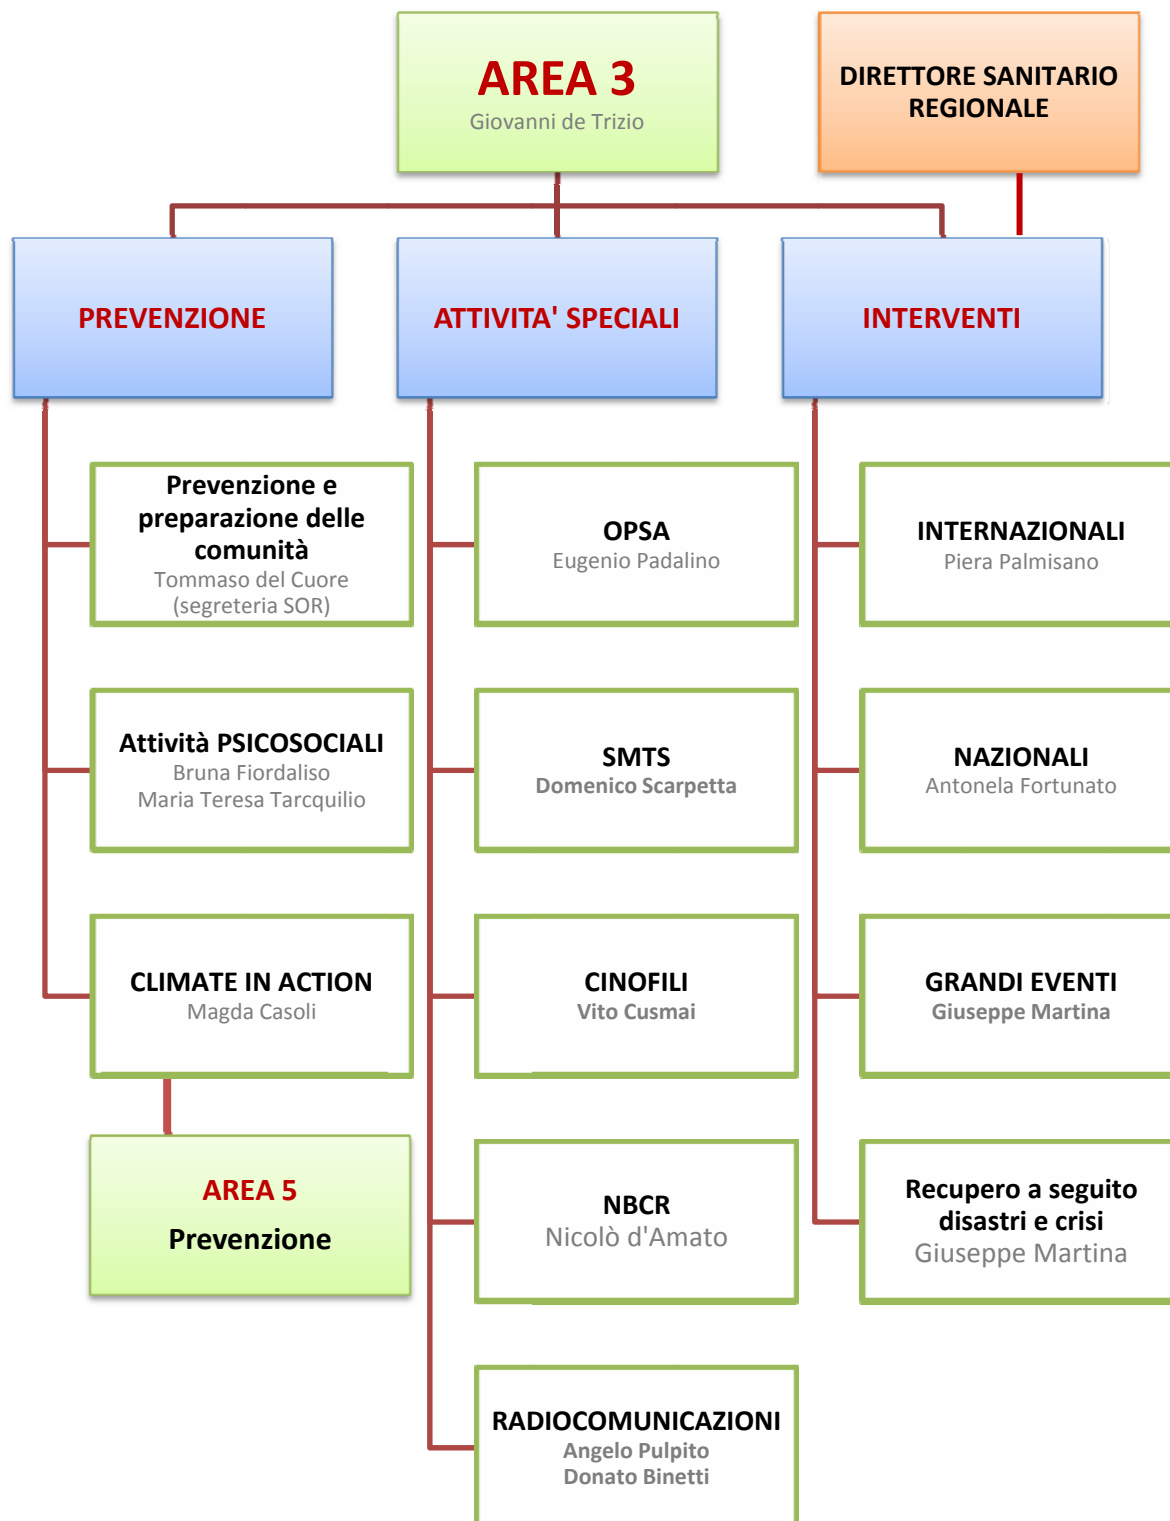 AREA 3
Giovanni de Trizio
DIRETTORE SANITARIO
REGIONALE
PREVENZIONE
ATTIVITA' SPECIALI
INTERVENTI
Prevenzione e
preparazione delle
comunità
Tommaso del Cuore
(segreteria SOR)
OPSA
Eugenio Padalino
INTERNAZIONALI
Piera Palmisano
Attività PSICOSOCIALI
Bruna Fiordaliso
Maria Teresa Tarcquilio
SMTS
Domenico Scarpetta
NAZIONALI
Antonela Fortunato
CLIMATE IN ACTION
Magda Casoli
CINOFILI
Vito Cusmai
GRANDI EVENTI
Giuseppe Martina
AREA 5
Prevenzione
NBCR
Nicolò d'Amato
Recupero a seguito
disastri e crisi
Giuseppe Martina
RADIOCOMUNICAZIONI
Angelo Pulpito
Donato Binetti